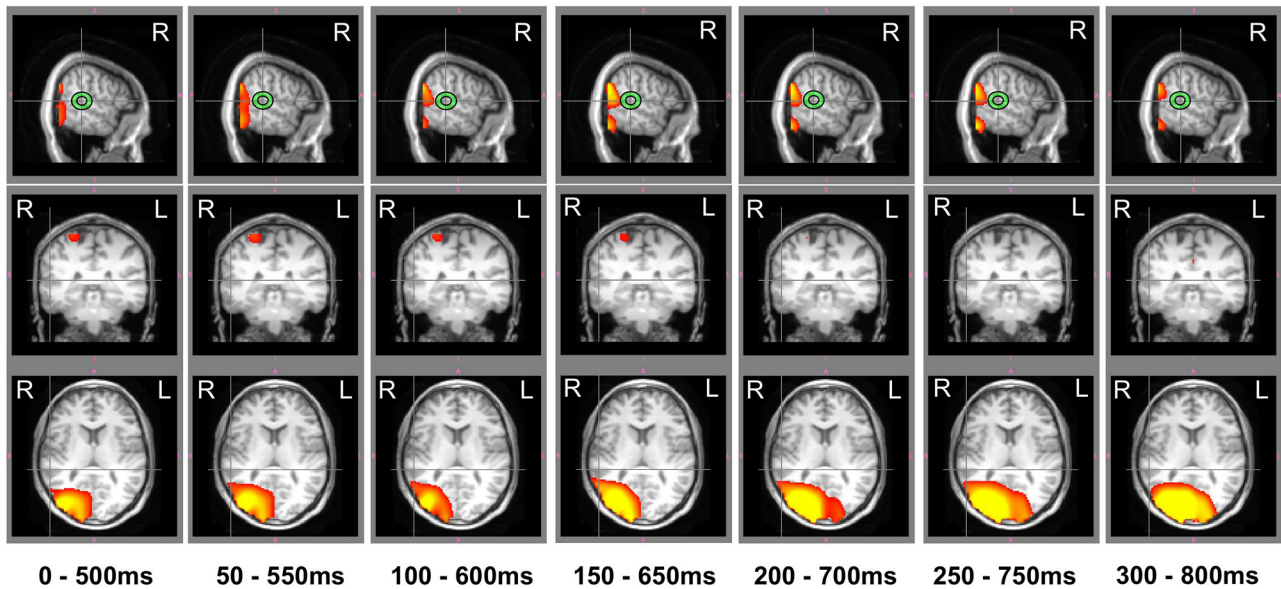 R R R R R R R
R L R L R L R L R L R L R L
R L R L R L R L R L R L R L
0 - 500ms 50 - 550ms 100 - 600ms 150 - 650ms 200 - 700ms 250 - 750ms 300 - 800ms